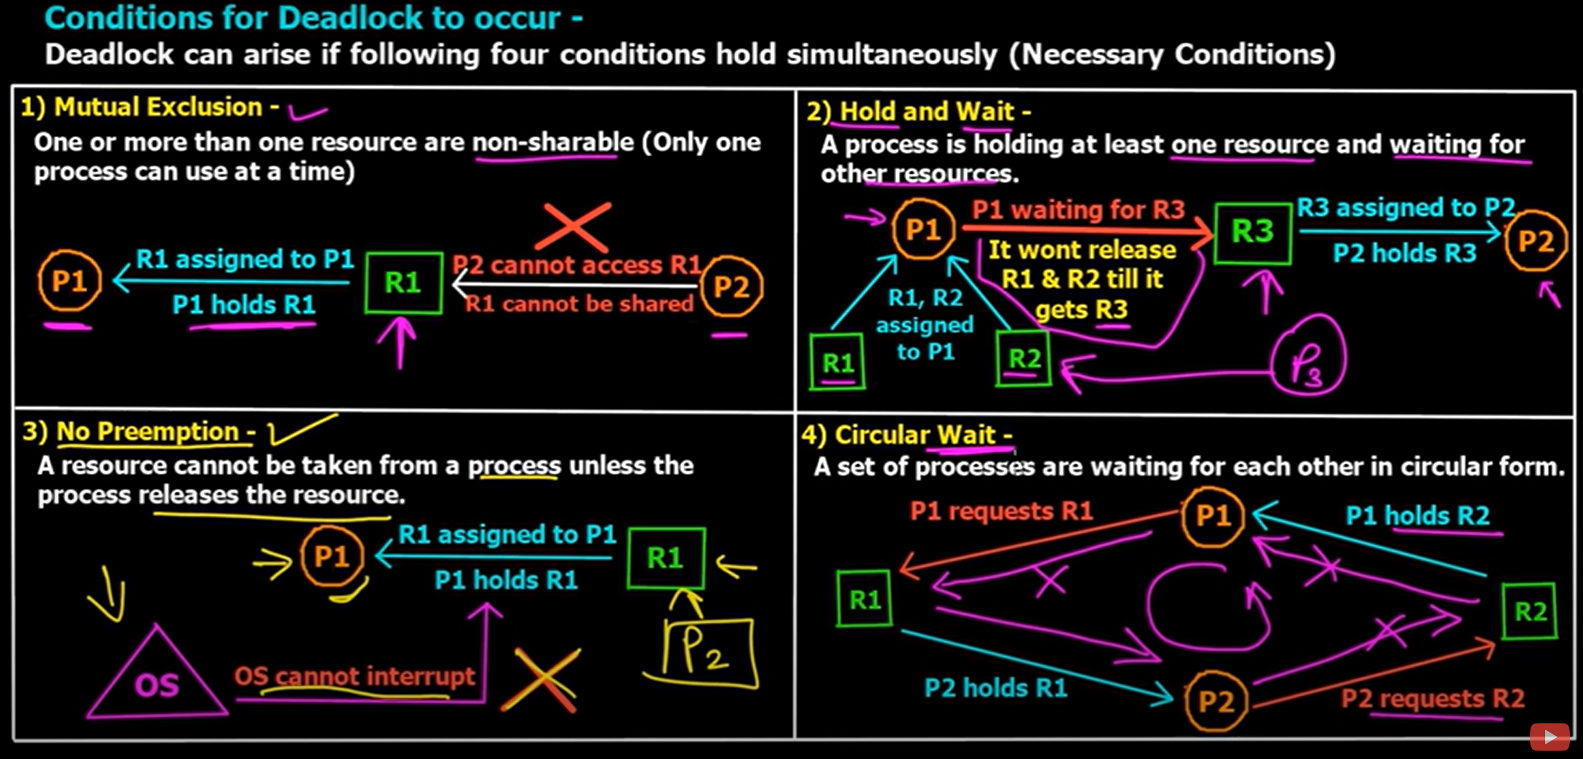 Conditions for Deadlock to occur -
Deadlock can arise if following four conditions hold simultaneously (Necessary Conditions)
1) Mutual Exclusion -
One or more than one resource are non-sharable (Only one
process can use at a time)
P1
R1 assigned to P1
P1 holds R1
R1
P2 cannot access R1
R1 cannot be shared
P2
2) Hold and Wait -
A process is holding at least one resource and waiting for
other resources.
P1
P1 waiting for R3
R3
R3 assigned to P2
P2 holds R3
P2
It wont release
R1 & R2 till it
gets R3
R1, R2
assigned
to P1
R1
R2
P3
3) No Preemption -
A resource cannot be taken from a process unless the
process releases the resource.
P1
R1 assigned to P1
P1 holds R1
R1
P2
OS
OS cannot interrupt
4) Circular Wait -
A set of processes are waiting for each other in circular form.
P1 requests R1
P1
P1 holds R2
R1
R2
P2 holds R1
P2
P2 requests R2